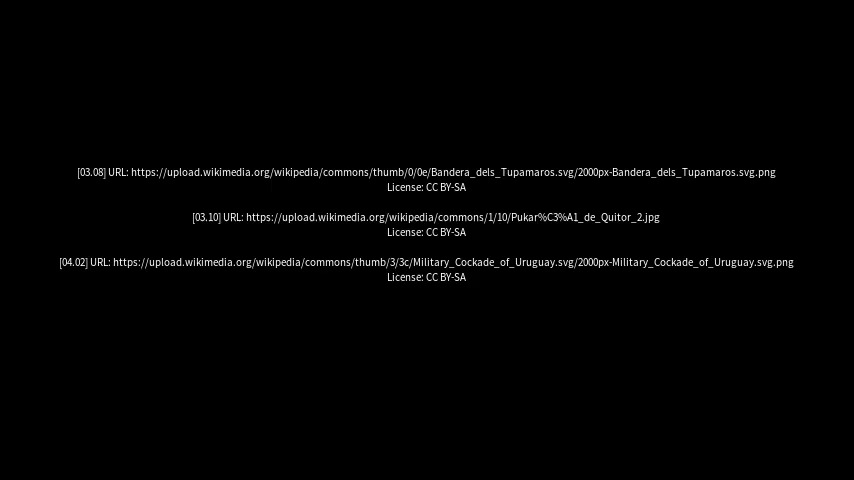 [03.08] URL: https://upload.wikimedia.org/wikipedia/commons/thumb/0/0e/Bandera_dels_Tupamaros.svg/2000px-Bandera_dels_Tupamaros.svg.png
License: CC BY-SA
[03.10] URL: https://upload.wikimedia.org/wikipedia/commons/1/10/Pukar%C3%A1_de_Quitor_2.jpg
License: CC BY-SA
[04.02] URL: https://upload.wikimedia.org/wikipedia/commons/thumb/3/3c/Military_Cockade_of_Uruguay.svg/2000px-Military_Cockade_of_Uruguay.svg.png
License: CC BY-SA